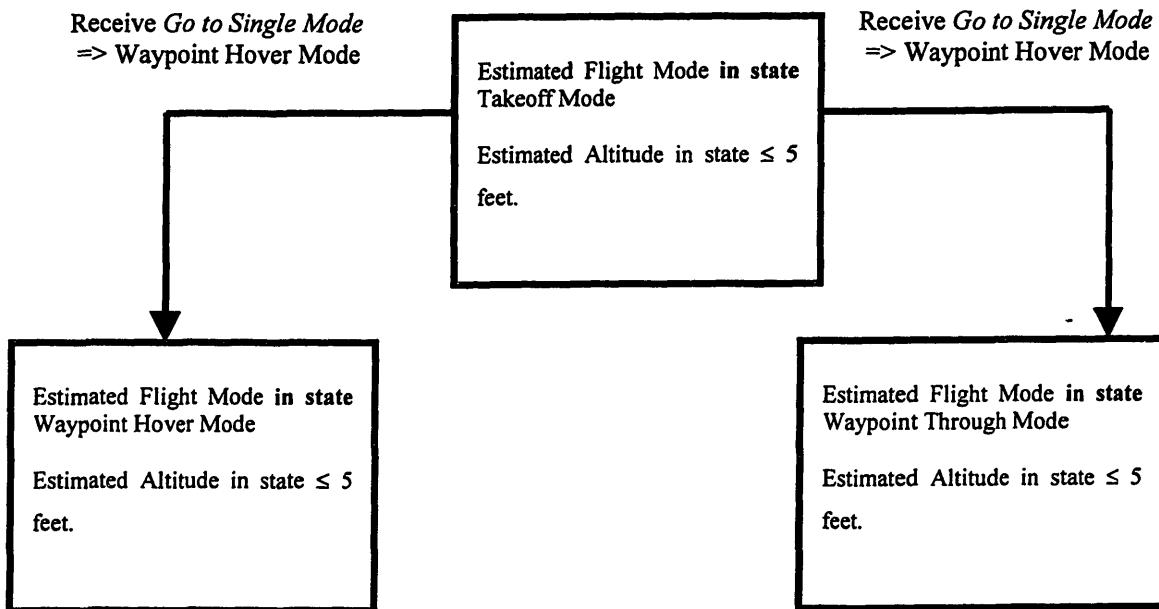 Receive Go to Single Mode
=> Waypoint Hover Mode
Receive Go to Single Mode
=> Waypoint Hover Mode
Estimated Flight Mode in state
Takeoff Mode
Estimated Altitude in state ≤ 5
feet.
Estimated Flight Mode in state
Waypoint Hover Mode
Estimated Altitude in state ≤ 5
feet.
Estimated Flight Mode in state
Waypoint Through Mode
Estimated Altitude in state ≤ 5
feet.